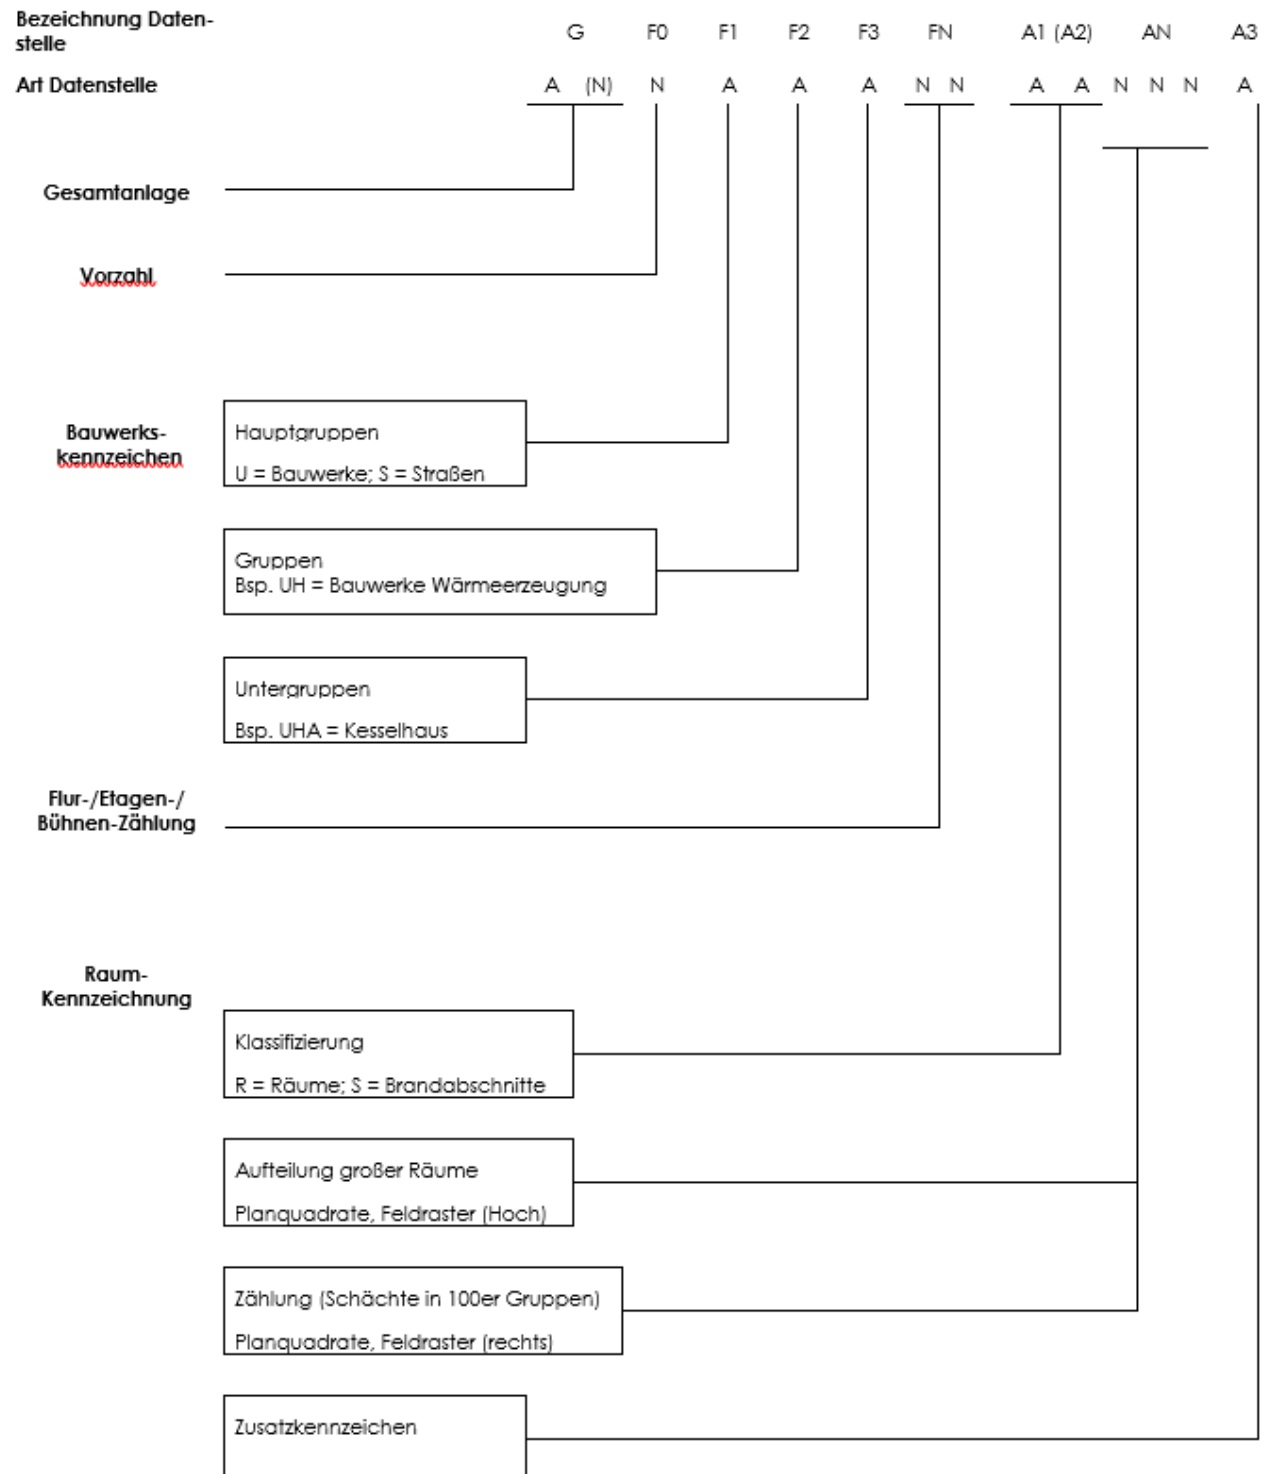 Bezeichnung Daten-
stelle
G F0 F1 F2 F3 FN A1 (A2) AN A3
Art Datenstelle
A (N) N A A A N N A A N N N A
Gesamtanlage
Vorzahl
Bauwerks-
kennzeichen
Hauptgruppen
U = Bauwerke; S = Straßen
Gruppen
Bsp. UH = Bauwerke Wärmeerzeugung
Untergruppen
Bsp. UHA = Kesselhaus
Flur-/Etagen-/
Bühnen-Zählung
Raum-
Kennzeichnung
Klassifizierung
R = Räume; S = Brandabschnitte
Aufteilung großer Räume
Planquadrate, Feldraster (Hoch)
Zählung (Schächte in 100er Gruppen)
Planquadrate, Feldraster (rechts)
Zusatzkennzeichen